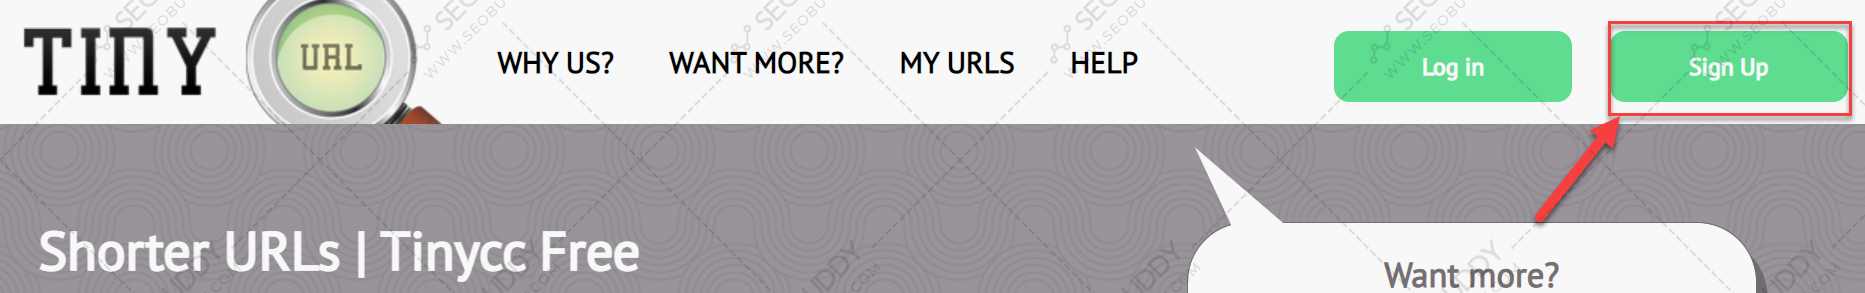 TINY URL WHY US? WANT MORE? MY URLS HELP Log in Sign Up
Shorter URLs | Tinycc Free
Want more?